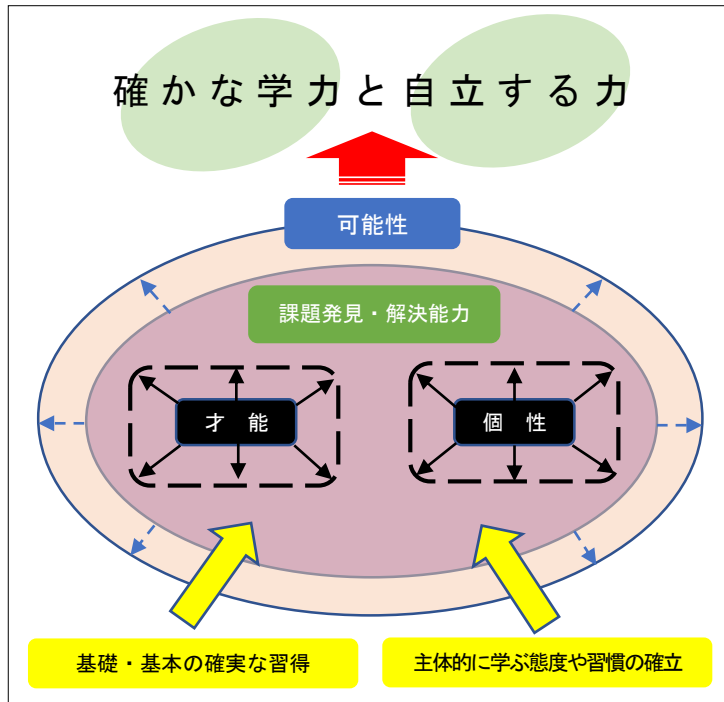 確かな学力と自立する力
可能性
課題発見・解決能力
才 能
個 性
基礎・基本の確実な習得
主体的に学ぶ態度や習慣の確立